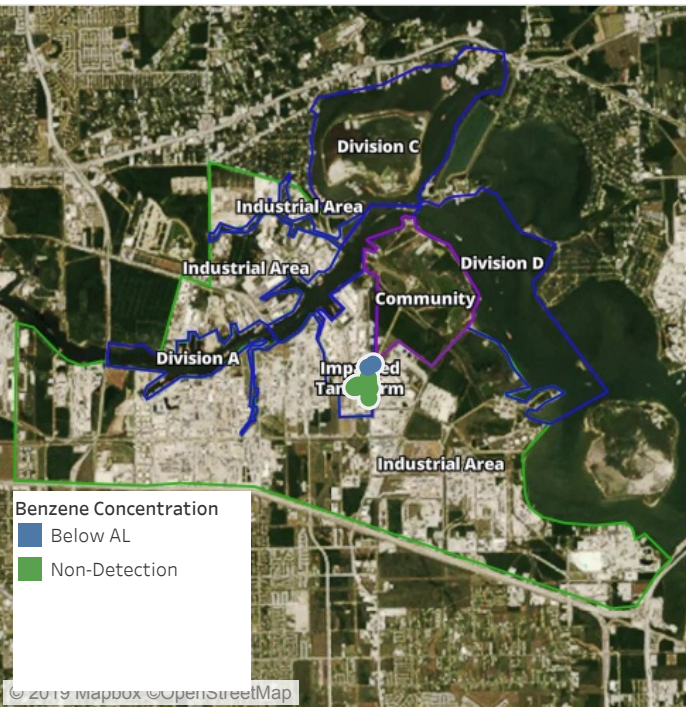 Division C
Industrial Area
Division D
Industrial Area
Community
Division A
Industrial Area
Benzene Concentration
Below AL
Non-Detection
© 2019 Mapbox ©OpenStreetMap